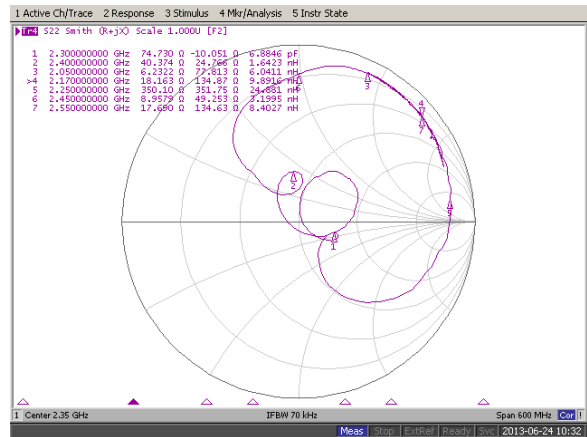 1 Active Ch/Trace 2 Response 3 Stimulus 4 Mkr/Analysis 5 Instr State
Tr4 S22 Smith (R+jX) Scale 1.000U [F2]
1 2.300000000 GHz 74.730 Ω -10.051 Ω 6.8846 pF
2 2.400000000 GHz 40.374 Ω 24.766 Ω 1.6423 nH
3 2.050000000 GHz 6.2322 Ω 77.813 Ω 6.0411 nH
>4 2.170000000 GHz 18.163 Ω 134.87 Ω 9.8916 nH
5 2.250000000 GHz 350.10 Ω 351.75 Ω 24.881 nH
6 2.450000000 GHz 8.9579 Ω 49.253 Ω 3.1995 nH
7 2.550000000 GHz 17.690 Ω 134.63 Ω 8.4027 nH
6
3
4
7
2
5
1
1 Center 2.35 GHz IFBW 70 kHz Span 600 MHz Cor !
Meas Stop ExtRef Ready Svc 2013-06-24 10:32